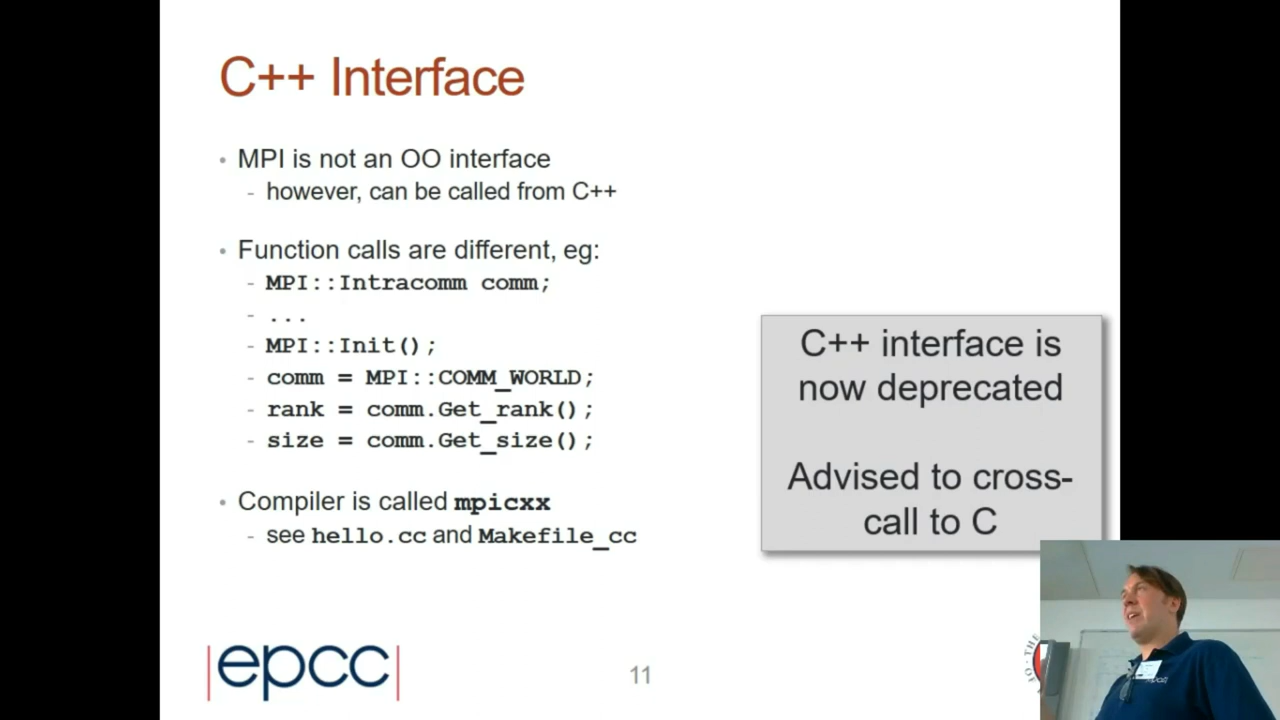 C++ Interface
• MPI is not an OO interface
- however, can be called from C++
• Function calls are different, eg:
- MPI::Intracomm comm;
- ...
- MPI::Init();
- comm = MPI::COMM_WORLD;
- rank = comm.Get_rank();
- size = comm.Get_size();
• Compiler is called mpicxx
- see hello.cc and Makefile_cc
C++ interface is
now deprecated
Advised to cross-
call to C
epcc
11
THE
epcc